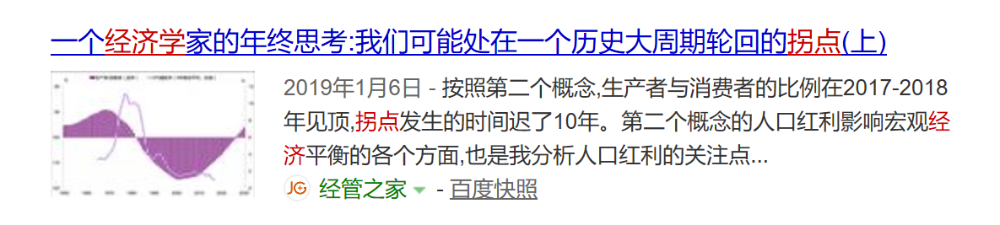 一个经济学家的年终思考:我们可能处在一个历史大周期轮回的拐点(上)
2019年1月6日 - 按照第二个概念,生产者与消费者的比例在2017-2018
年见顶,拐点发生的时间迟了10年。第二个概念的人口红利影响宏观经
济平衡的各个方面,也是我分析人口红利的关注点...
JG 经管之家 - 百度快照